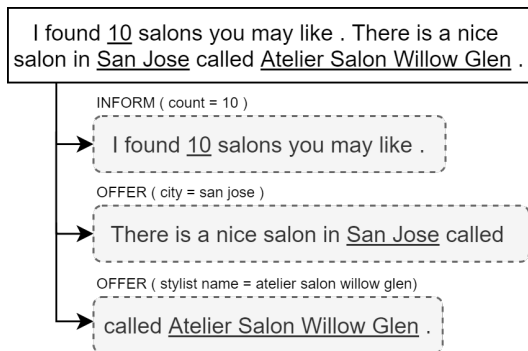 I found 10 salons you may like . There is a nice
salon in San Jose called Atelier Salon Willow Glen .
INFORM ( count = 10 )
I found 10 salons you may like .
OFFER ( city = san jose )
There is a nice salon in San Jose called
OFFER ( stylist name = atelier salon willow glen)
called Atelier Salon Willow Glen .